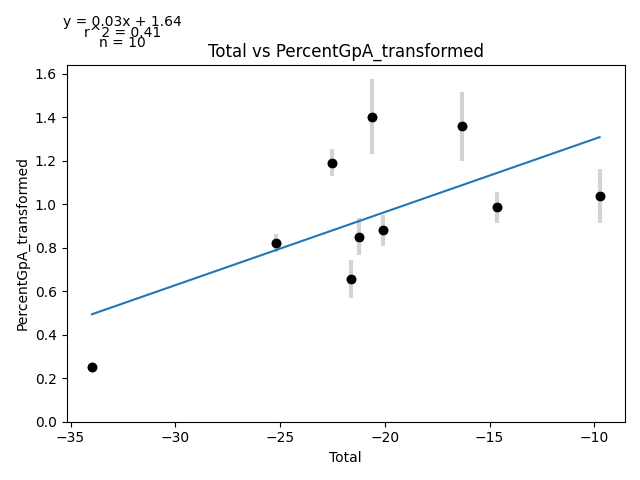 y = 0.03x + 1.64
r^2 = 0.41
n = 10
Total vs PercentGpA_transformed
1.6
1.4
1.2
1.0
0.8
0.6
0.4
0.2
0.0
PercentGpA_transformed
−35
−30
−25
−20
−15
−10
Total